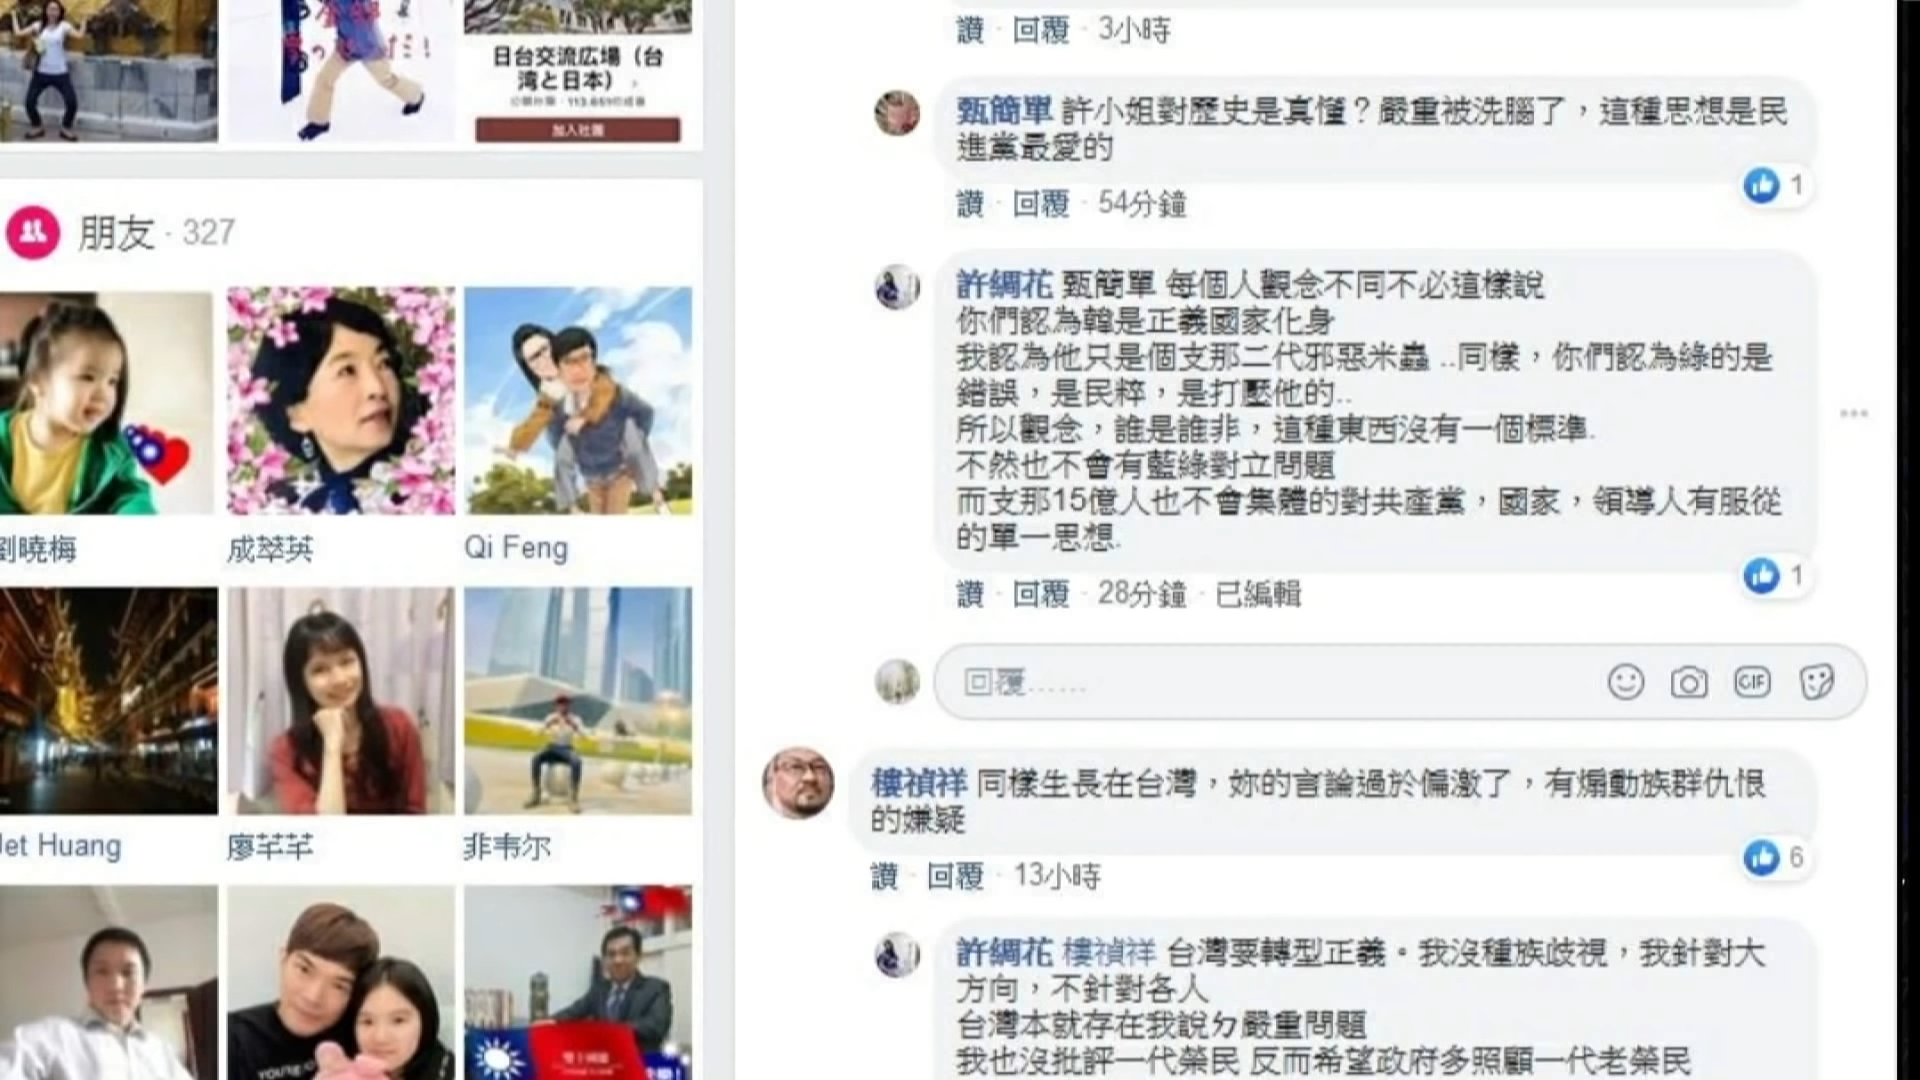 日台交流広場（台
湾と日本）
加入社團
朋友 · 327
劉曉梅
成萃英
Qi Feng
Jet Huang
廖芊芊
非韦尔
讚 · 回覆 · 3小時
甄簡單 許小姐對歷史是真懂？嚴重被洗腦了，這種思想是民
進黨最愛的
1
讚 · 回覆 · 54分鐘
許綢花 甄簡單 每個人觀念不同不必這樣說
你們認為韓是正義國家化身
我認為他只是個支那二代邪惡米蟲 ..同樣，你們認為綠的是
錯誤，是民粹，是打壓他的..
所以觀念，誰是誰非，這種東西沒有一個標準.
不然也不會有藍綠對立問題
而支那15億人也不會集體的對共產黨，國家，領導人有服從
的單一思想.
1
讚 · 回覆 · 28分鐘 · 已編輯
回覆......
GIF
樓禎祥 同樣生長在台灣，妳的言論過於偏激了，有煽動族群仇恨
的嫌疑
6
讚 · 回覆 · 13小時
許綢花 樓禎祥 台灣要轉型正義。我沒種族歧視，我針對大
方向，不針對各人
台灣本就存在我說ㄉ嚴重問題
我也沒批評一代榮民 反而希望政府多照顧一代老榮民